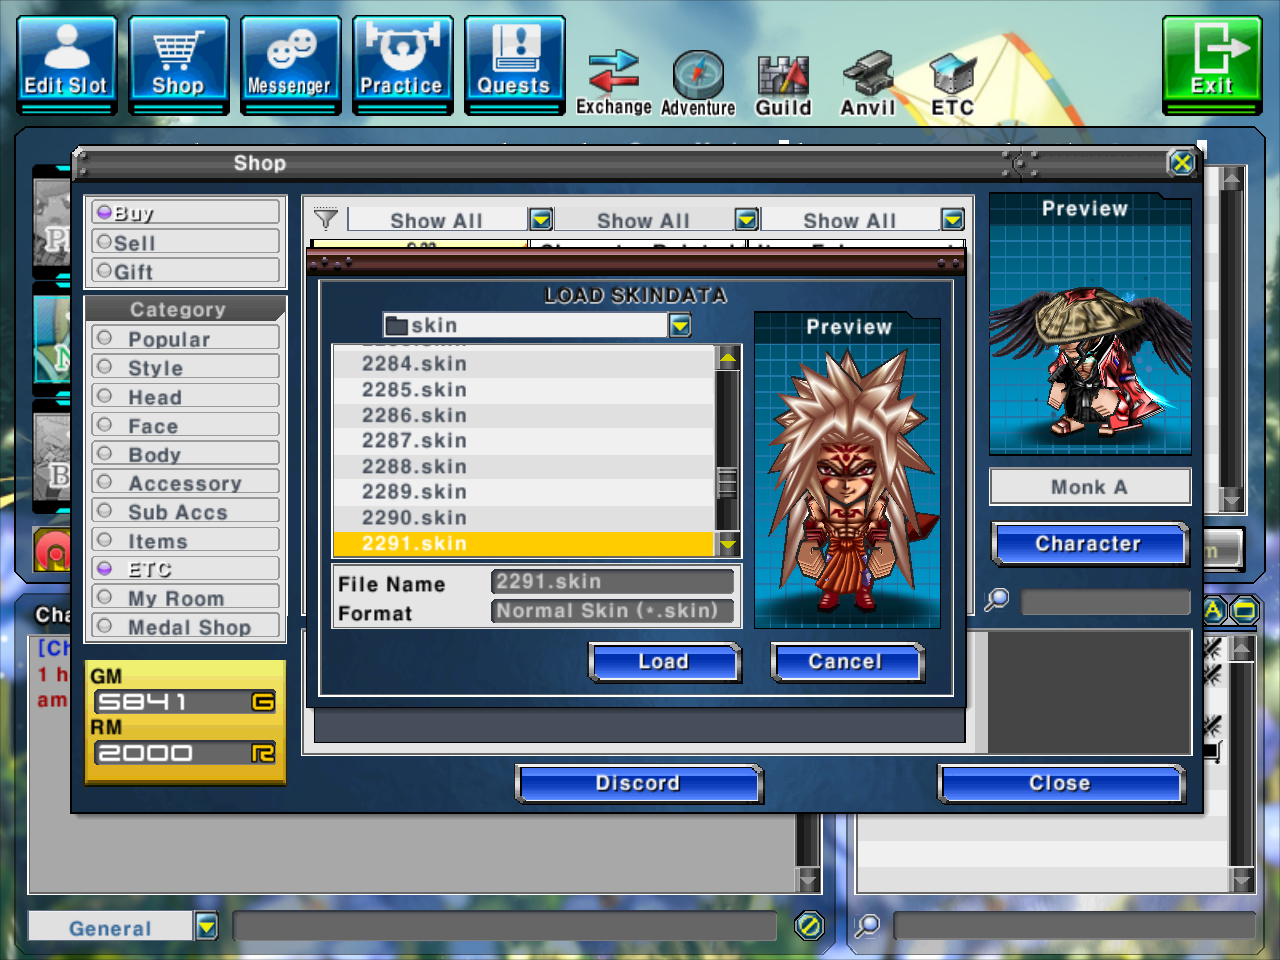 Edit Slot
Shop
Messenger
Practice
Quests
Exchange
Adventure
Guild
Anvil
ETC
Exit
Shop
Buy
Sell
Gift
Category
Popular
Style
Head
Face
Body
Accessory
Sub Accs
Items
ETC
My Room
Medal Shop
GM
5841 G
RM
2000 R
Show All
Show All
Show All
LOAD SKINDATA
skin
2284.skin
2285.skin
2286.skin
2287.skin
2288.skin
2289.skin
2290.skin
2291.skin
File Name
2291.skin
Format
Normal Skin (*.skin)
Preview
Load
Cancel
Preview
Monk A
Character
Discord
Close
Cha
[Ch
1 h
am
General